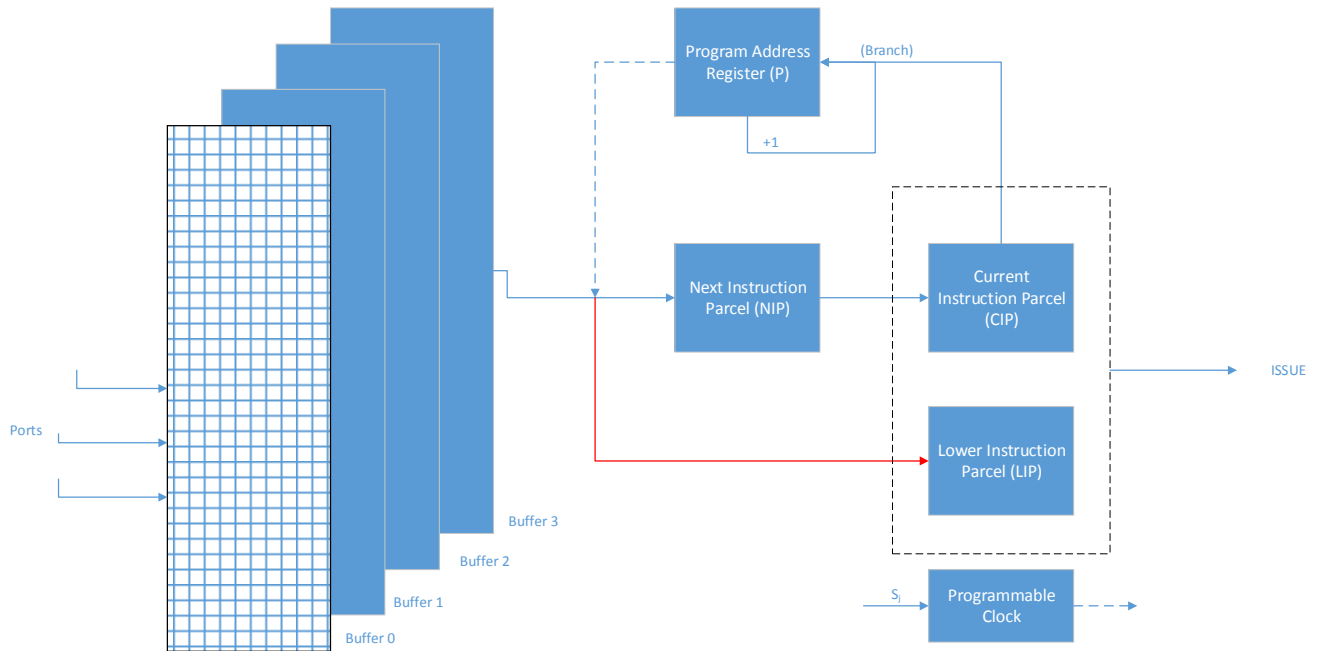 Program Address
Register (P)
(Branch)
+1
Next Instruction
Parcel (NIP)
Current
Instruction Parcel
(CIP)
ISSUE
Ports
Lower Instruction
Parcel (LIP)
Buffer 3
Buffer 2
Buffer 1
Buffer 0
Sj
Programmable
Clock